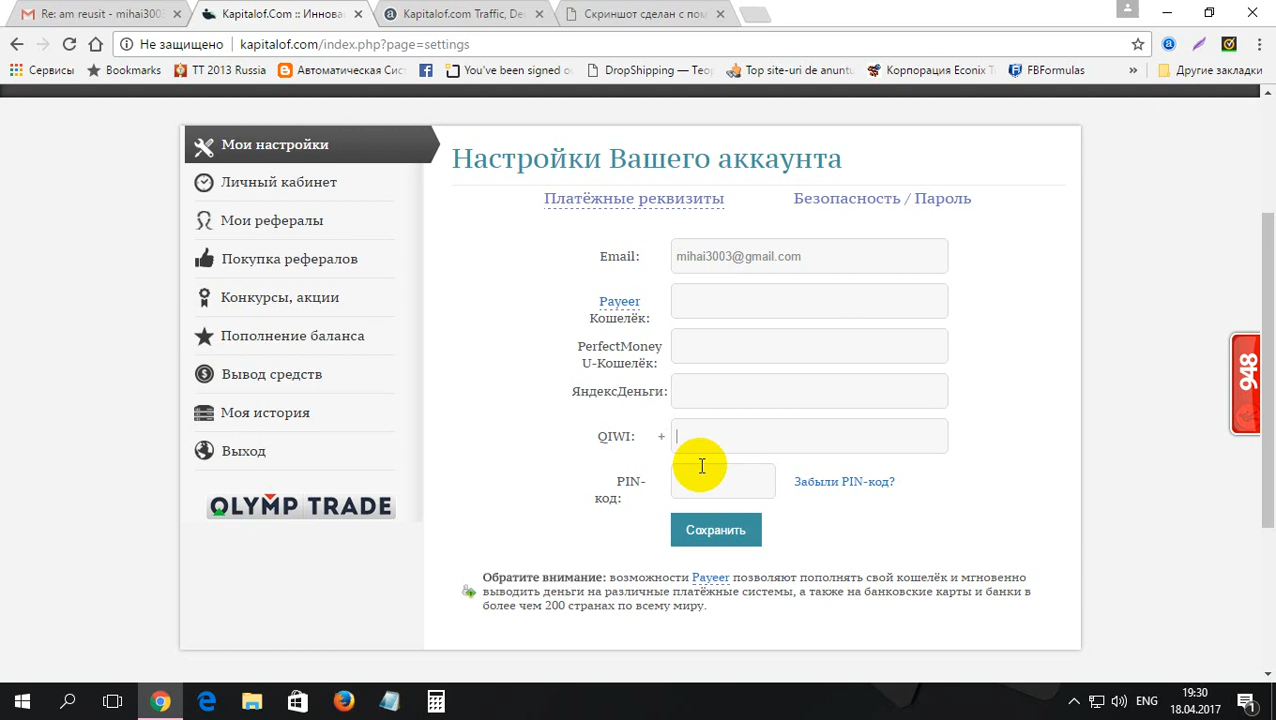 Re: am reusit - mihai3003
Kapitalof.Com :: Иннова
Kapitalof.com Traffic, De
Скриншот сделан с пом
Не защищено
kapitalof.com/index.php?page=settings
Сервисы
Bookmarks
TT 2013 Russia
Автоматическая Сис
You've been signed o
DropShipping — Teop
Top site-uri de anuntu
Корпорация Econix Te
FBFormulas
»
Другие закладки
Мои настройки
Личный кабинет
Мои рефералы
Покупка рефералов
Конкурсы, акции
Пополнение баланса
Вывод средств
Моя история
Выход
OLYMP TRADE
Настройки Вашего аккаунта
Платёжные реквизиты
Безопасность / Пароль
Email:
mihai3003@gmail.com
Payeer
Кошелёк:
PerfectMoney
U-Кошелёк:
ЯндексДеньги:
QIWI: +
PIN-
код:
Забыли PIN-код?
Сохранить
Обратите внимание: возможности Payeer позволяют пополнять свой кошелёк и мгновенно
выводить деньги на различные платёжные системы, а также на банковские карты и банки в
более чем 200 странах по всему миру.
948
ENG
19:30
18.04.2017
1